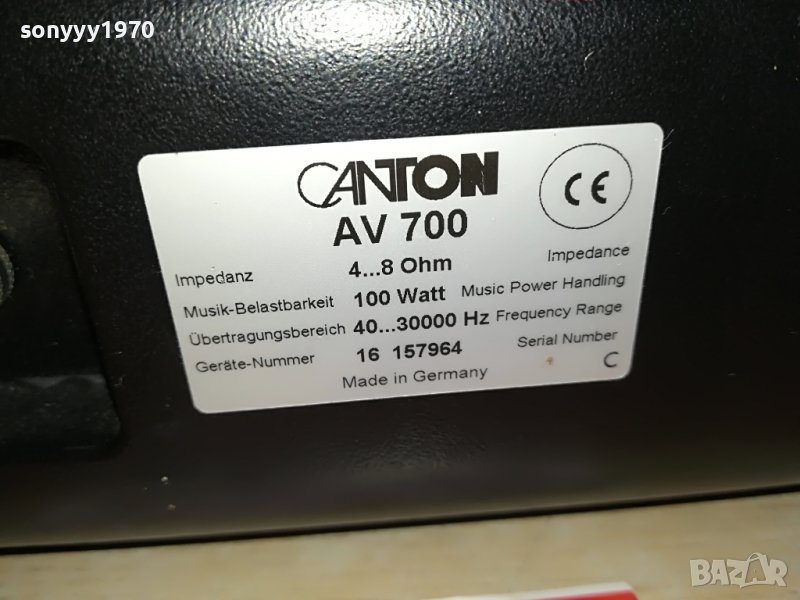 sonyyy1970
CANTON
CE
AV 700
Impedanz 4...8 Ohm Impedance
Musik-Belastbarkeit 100 Watt Music Power Handling
Übertragungsbereich 40...30000 Hz Frequency Range
Geräte-Nummer 16 157964 Serial Number
Made in Germany C
BAZAR